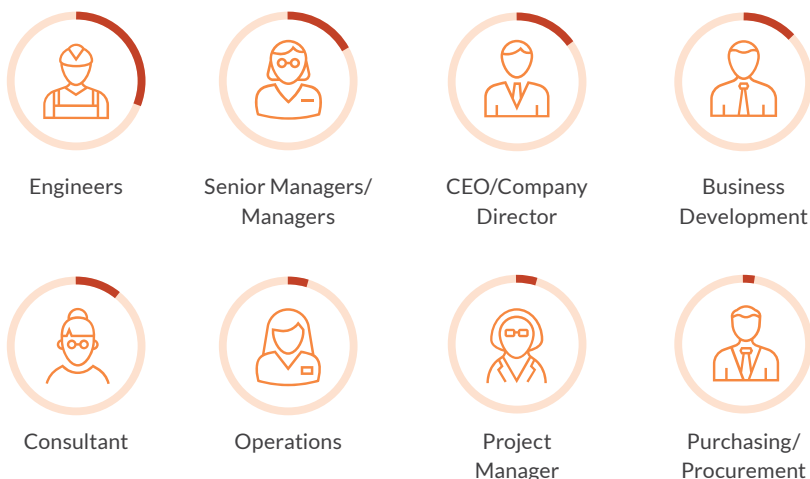 Engineers
Senior Managers/
Managers
CEO/Company
Director
Business
Development
Consultant
Operations
Project
Manager
Purchasing/
Procurement